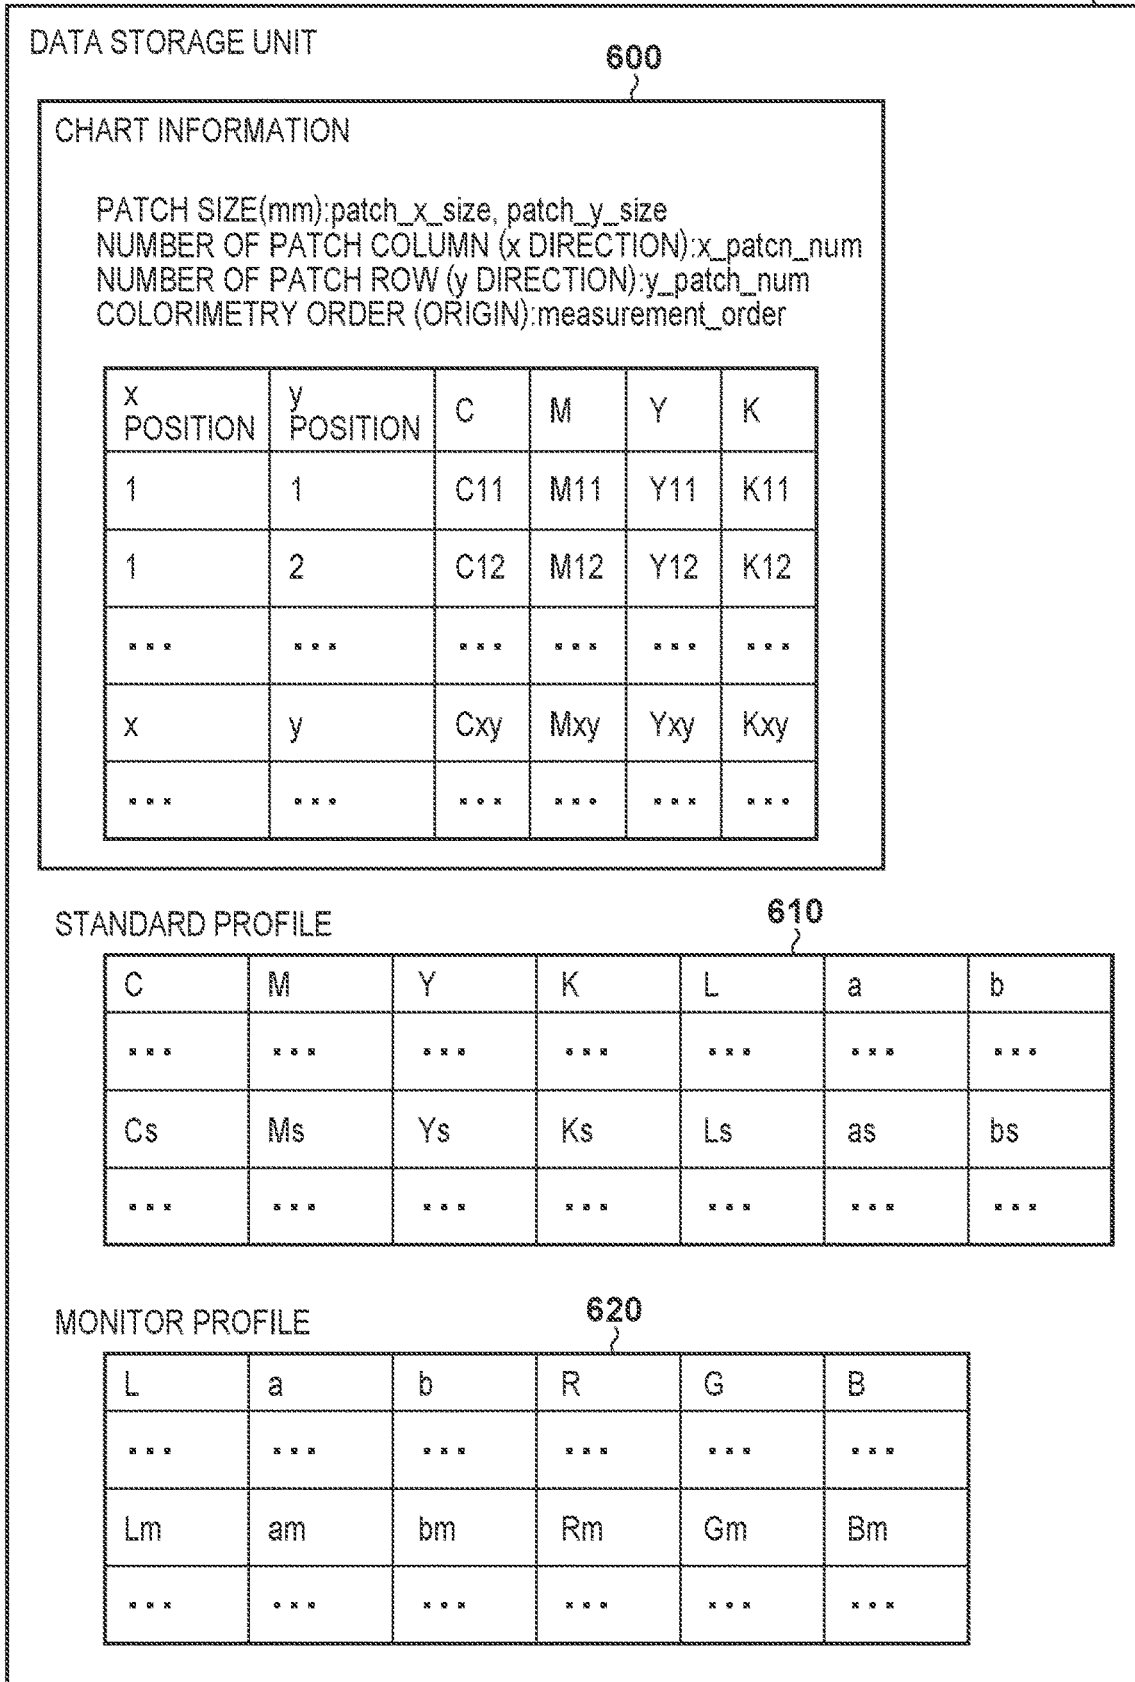 DATA STORAGE UNIT
600
CHART INFORMATION
PATCH SIZE(mm):patch_x_size, patch_y_size
NUMBER OF PATCH COLUMN (x DIRECTION):x_patcn_num
NUMBER OF PATCH ROW (y DIRECTION):y_patch_num
COLORIMETRY ORDER (ORIGIN):measurement_order
x POSITION y POSITION C M Y K
1 1 C11 M11 Y11 K11
1 2 C12 M12 Y12 K12
... ... ... ... ... ...
x y Cxy Mxy Yxy Kxy
... ... ... ... ... ...
STANDARD PROFILE
610
C M Y K L a b
... ... ... ... ... ... ...
Cs Ms Ys Ks Ls as bs
... ... ... ... ... ... ...
MONITOR PROFILE
620
L a b R G B
... ... ... ... ... ...
Lm am bm Rm Gm Bm
... ... ... ... ... ...